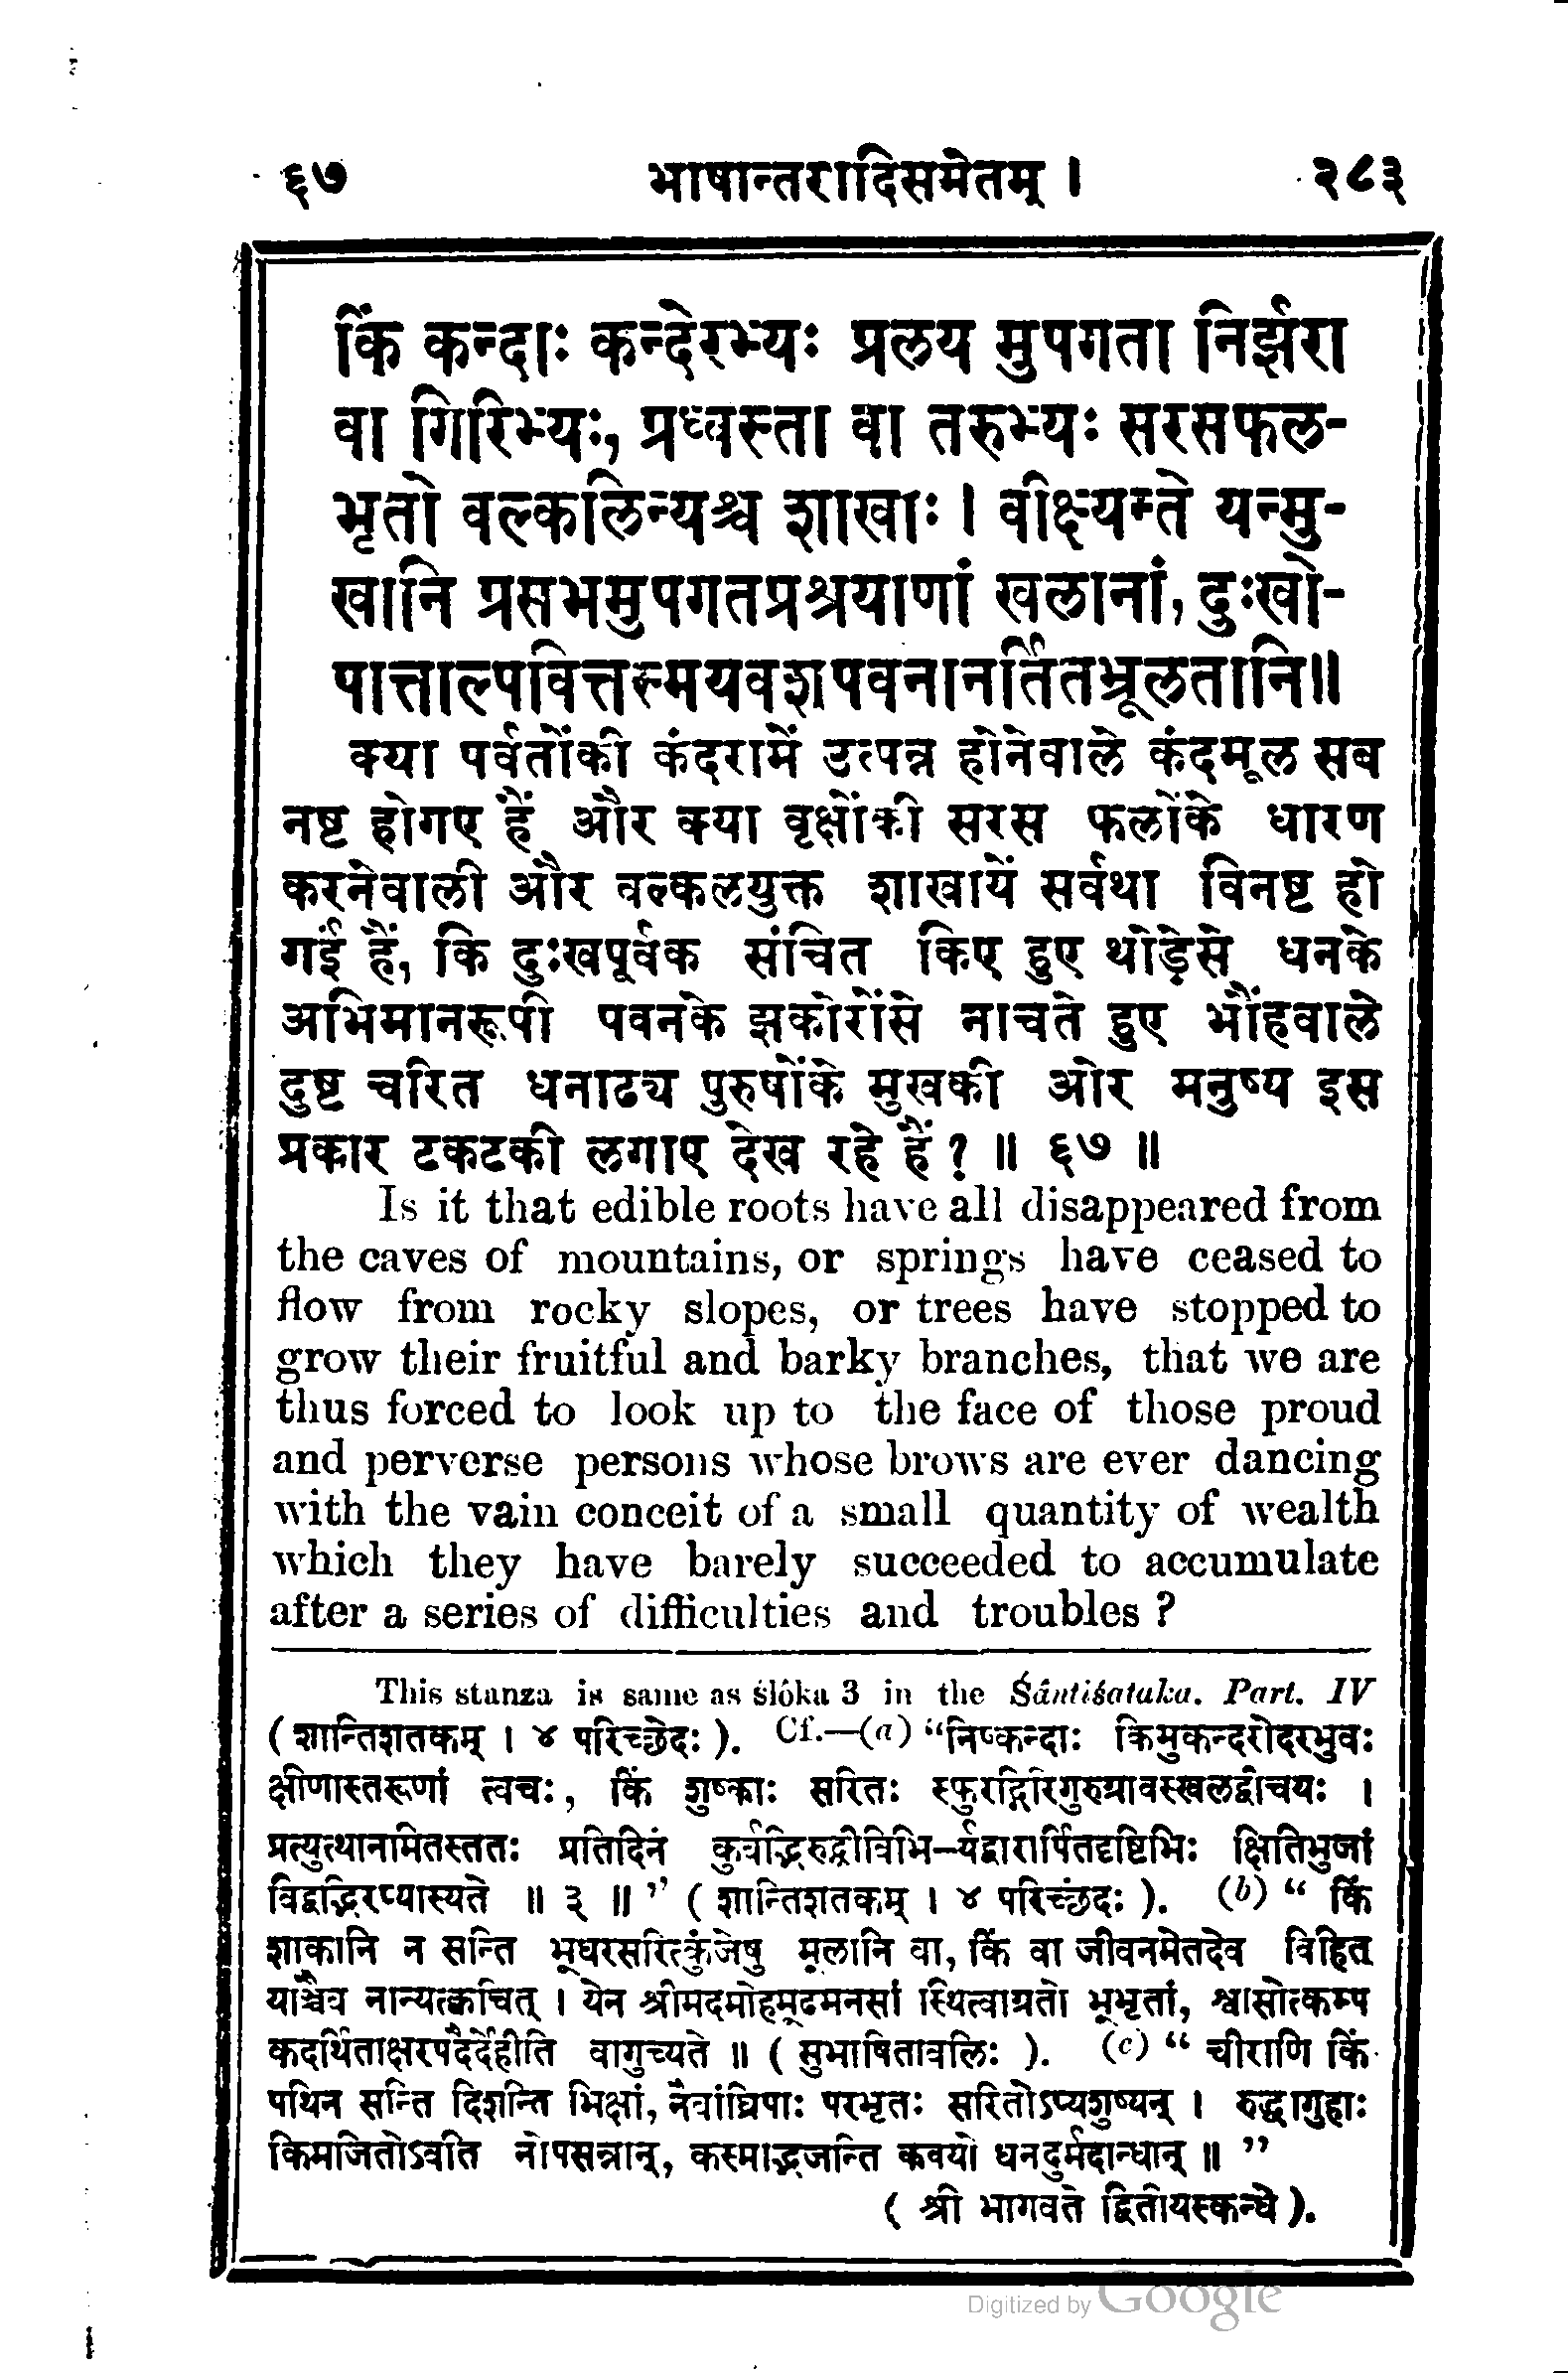 ६७ भाषान्तरादिसमेतम् । २८३
किं कन्दाः कन्देरभ्यः प्रलय मुपगता निर्झरा
वा गिरिभ्यः, प्रध्वस्ता वा तरुभ्यः सरसफल-
भृतो वल्कलिन्यश्च शाखाः । वीक्ष्यन्ते यन्मु-
खानि प्रसभमुपगतप्रश्रयाणां खलानां, दुःखो-
पात्ताल्पवित्तस्मयवशपवनानर्तितभ्रूलतानि॥
क्या पर्वतोंकी कंदरामें उत्पन्न होनेवाले कंदमूल सब
नष्ट होगए हैं और क्या वृक्षोंकी सरस फलोंके धारण
करनेवाली और वल्कलयुक्त शाखायें सर्वथा विनष्ट हो
गईं हैं, कि दुःखपूर्वक संचित किए हुए थोड़ेसे धनके
अभिमानरूपी पवनके झकोरोंसे नाचते हुए भौंहवाले
दुष्ट चरित धनाढ्य पुरुषोंके मुखकी ओर मनुष्य इस
प्रकार टकटकी लगाए देख रहे हैं ? ॥ ६७ ॥
Is it that edible roots have all disappeared from
the caves of mountains, or springs have ceased to
flow from rocky slopes, or trees have stopped to
grow their fruitful and barky branches, that we are
thus forced to look up to the face of those proud
and perverse persons whose brows are ever dancing
with the vain conceit of a small quantity of wealth
which they have barely succeeded to accumulate
after a series of difficulties and troubles ?
This stanza is same as ślôka 3 in the Śântiśataka. Part. IV
( शान्तिशतकम् । ४ परिच्छेदः ). Cf.—(a) “निष्कन्दाः किमुकन्दरोदरभुवः
क्षीणास्तरूणां त्वचः, किं शुष्काः सरितः स्फुरद्गिरिगुरुग्रावस्खलद्वीचयः ।
प्रत्युत्थानामितस्ततः प्रतिदिनं कुर्वद्भिरुद्ग्रीविभि–र्यद्वारार्पितदृष्टिभिः क्षितिभुजां
विद्वद्भिरप्यास्यते ॥ ३ ॥” ( शान्तिशतकम् । ४ परिच्छंदः ). (b) “ किं
शाकानि न सन्ति भूधरसरित्कुंजेषु मूलानि वा, किं वा जीवनमेतदेव विहित
याञ्चैव नान्यत्क्वचित् । येन श्रीमदमोहमूढमनसां स्थित्वाग्रतो भूभृतां, श्वासोत्कम्प
कदर्थिताक्षरपदैर्देहीति वागुच्यते ॥ ( सुभाषितावलिः ). (c) “ चीराणि किं
पथिन सन्ति दिशन्ति भिक्षां, नैवांघ्रिपाः परभृतः सरितोऽप्यशुष्यन् । रुद्धागुहाः
किमजितोऽवति नोपसन्नान्, कस्माद्भजन्ति कवयो धनदुर्मदान्धान् ॥ ”
( श्री भागवते द्वितीयस्कन्धे ).
Digitized by Google